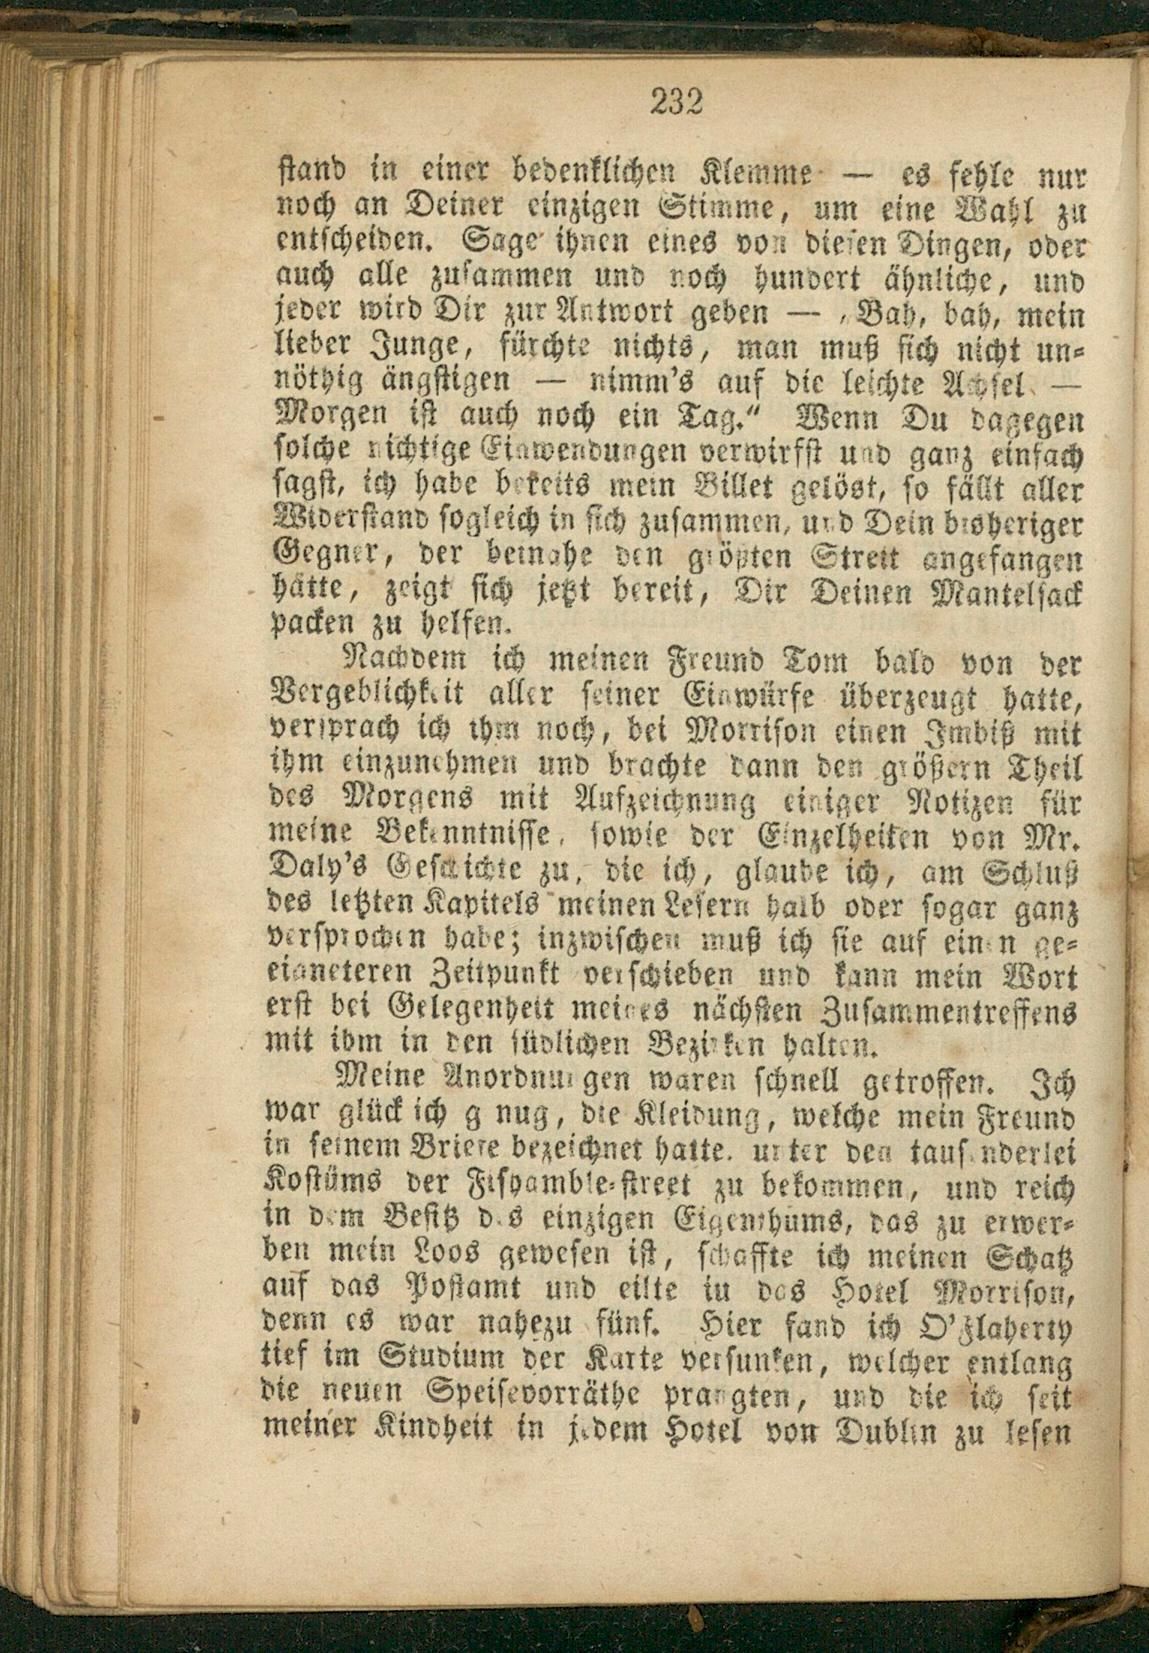 232
stand in einer bedenklichen Klemme — es fehle nur
noch an Deiner einzigen Stimme, um eine Wahl zu
entscheiden. Sage ihnen eines von diesen Dingen, oder
auch alle zusammen und noch hundert ähnliche, und
jeder wird Dir zur Antwort geben — „Bah, bah, mein
lieber Junge, fürchte nichts, man muß sich nicht un-
nöthig ängstigen — nimm's auf die leichte Achsel —
Morgen ist auch noch ein Tag.“ Wenn Du dagegen
solche nichtige Einwendungen verwirfst und ganz einfach
sagst, ich habe bereits mein Billet gelöst, so fällt aller
Widerstand sogleich in sich zusammen, und Dein bisheriger
Gegner, der beinahe den größten Streit angefangen
hätte, zeigt sich jetzt bereit, Dir Deinen Mantelsack
packen zu helfen.
Nachdem ich meinen Freund Tom bald von der
Vergeblichkeit aller seiner Einwürfe überzeugt hatte,
versprach ich ihm noch, bei Morrison einen Imbiß mit
ihm einzunehmen und brachte dann den größern Theil
des Morgens mit Aufzeichnung einiger Notizen für
meine Bekenntnisse, sowie der Einzelheiten von Mr.
Daly's Geschichte zu, die ich, glaube ich, am Schluß
des letzten Kapitels meinen Lesern halb oder sogar ganz
versprochen habe; inzwischen muß ich sie auf einen ge-
eigneteren Zeitpunkt verschieben und kann mein Wort
erst bei Gelegenheit meines nächsten Zusammentreffens
mit ihm in den südlichen Bezirken halten.
Meine Anordnungen waren schnell getroffen. Ich
war glücklich genug, die Kleidung, welche mein Freund
in seinem Briefe bezeichnet hatte, unter den tausenderlei
Kostüms der Fishamble-street zu bekommen, und reich
in dem Besitz des einzigen Eigenthums, das zu erwer-
ben mein Loos gewesen ist, schaffte ich meinen Schatz
auf das Postamt und eilte in das Hotel Morrison,
denn es war nahezu fünf. Hier fand ich O'Flaherty
tief im Studium der Karte versunken, welcher entlang
die neuen Speisevorräthe prangten, und die ich seit
meiner Kindheit in jedem Hotel von Dublin zu lesen